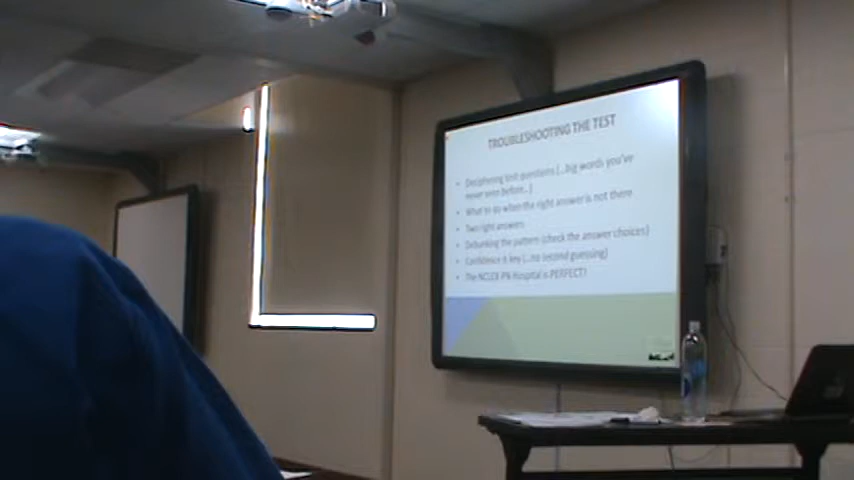 TROUBLESHOOTING THE TEST
• Deciphering test questions (…big words you've
never seen before…)
• What to do when the right answer is not there
• Two right answers
• Debunking the pattern (check the answer choices)
• Confidence is key (…no second guessing)
• The NCLEX-PN Hospital is PERFECT!